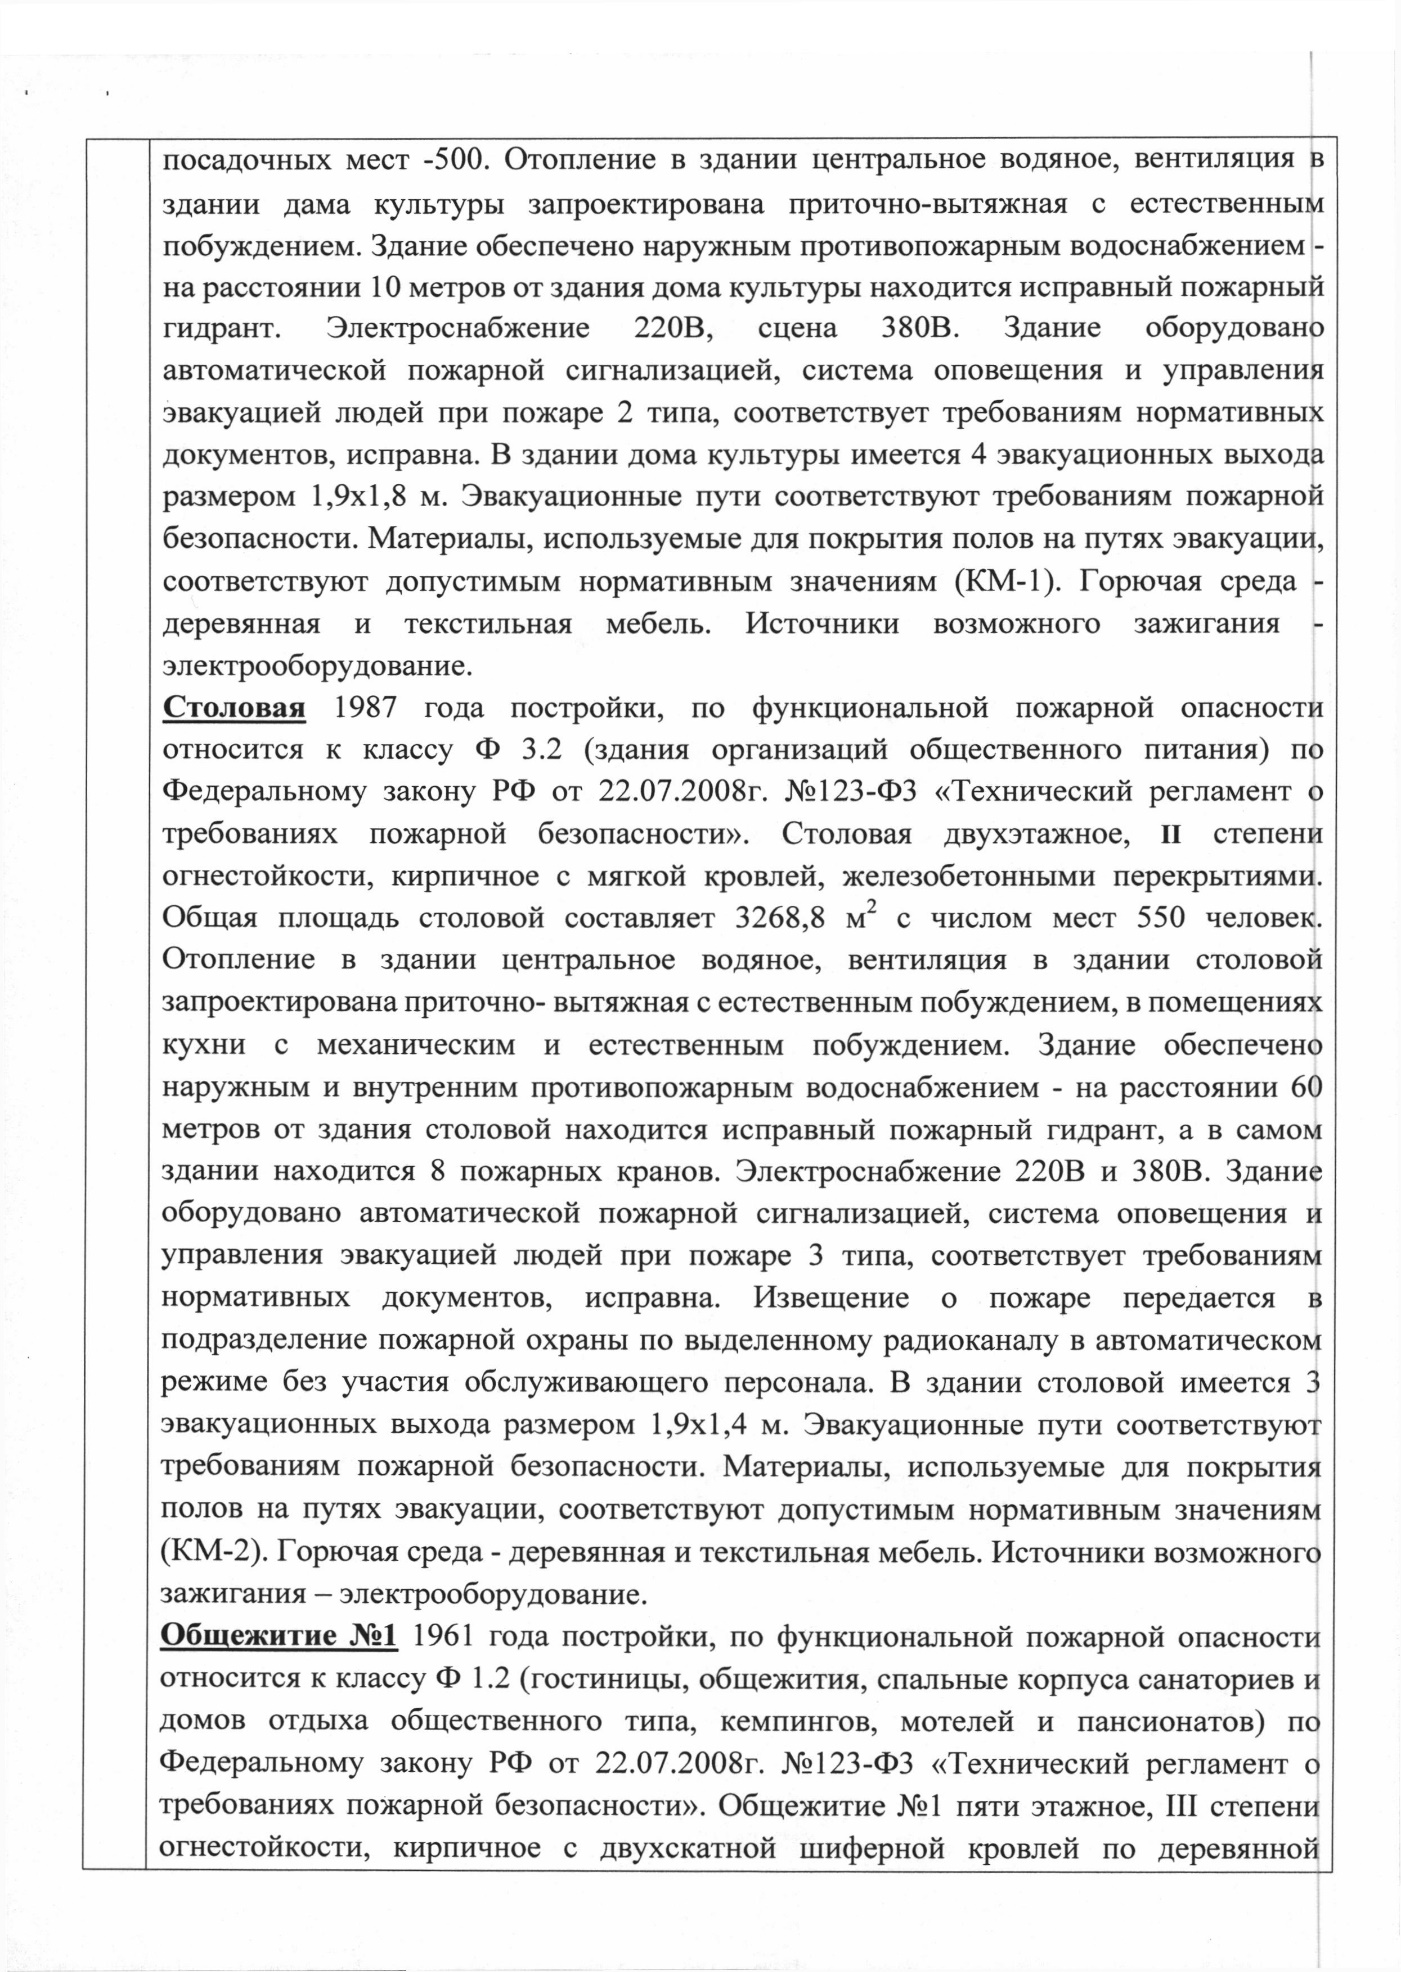 посадочных мест -500. Отопление в здании центральное водяное, вентиляция в
здании дама культуры запроектирована приточно-вытяжная с естественным
побуждением. Здание обеспечено наружным противопожарным водоснабжением -
на расстоянии 10 метров от здания дома культуры находится исправный пожарный
гидрант. Электроснабжение 220В, сцена 380В. Здание оборудовано
автоматической пожарной сигнализацией, система оповещения и управления
эвакуацией людей при пожаре 2 типа, соответствует требованиям нормативных
документов, исправна. В здании дома культуры имеется 4 эвакуационных выхода
размером 1,9х1,8 м. Эвакуационные пути соответствуют требованиям пожарной
безопасности. Материалы, используемые для покрытия полов на путях эвакуации,
соответствуют допустимым нормативным значениям (КМ-1). Горючая среда -
деревянная и текстильная мебель. Источники возможного зажигания -
электрооборудование.
Столовая 1987 года постройки, по функциональной пожарной опасности
относится к классу Ф 3.2 (здания организаций общественного питания) по
Федеральному закону РФ от 22.07.2008г. №123-ФЗ «Технический регламент о
требованиях пожарной безопасности». Столовая двухэтажное, II степени
огнестойкости, кирпичное с мягкой кровлей, железобетонными перекрытиями.
Общая площадь столовой составляет 3268,8 м² с числом мест 550 человек.
Отопление в здании центральное водяное, вентиляция в здании столовой
запроектирована приточно- вытяжная с естественным побуждением, в помещениях
кухни с механическим и естественным побуждением. Здание обеспечено
наружным и внутренним противопожарным водоснабжением - на расстоянии 60
метров от здания столовой находится исправный пожарный гидрант, а в самом
здании находится 8 пожарных кранов. Электроснабжение 220В и 380В. Здание
оборудовано автоматической пожарной сигнализацией, система оповещения и
управления эвакуацией людей при пожаре 3 типа, соответствует требованиям
нормативных документов, исправна. Извещение о пожаре передается в
подразделение пожарной охраны по выделенному радиоканалу в автоматическом
режиме без участия обслуживающего персонала. В здании столовой имеется 3
эвакуационных выхода размером 1,9х1,4 м. Эвакуационные пути соответствуют
требованиям пожарной безопасности. Материалы, используемые для покрытия
полов на путях эвакуации, соответствуют допустимым нормативным значениям
(КМ-2). Горючая среда - деревянная и текстильная мебель. Источники возможного
зажигания – электрооборудование.
Общежитие №1 1961 года постройки, по функциональной пожарной опасности
относится к классу Ф 1.2 (гостиницы, общежития, спальные корпуса санаториев и
домов отдыха общественного типа, кемпингов, мотелей и пансионатов) по
Федеральному закону РФ от 22.07.2008г. №123-ФЗ «Технический регламент о
требованиях пожарной безопасности». Общежитие №1 пяти этажное, III степени
огнестойкости, кирпичное с двухскатной шиферной кровлей по деревянной